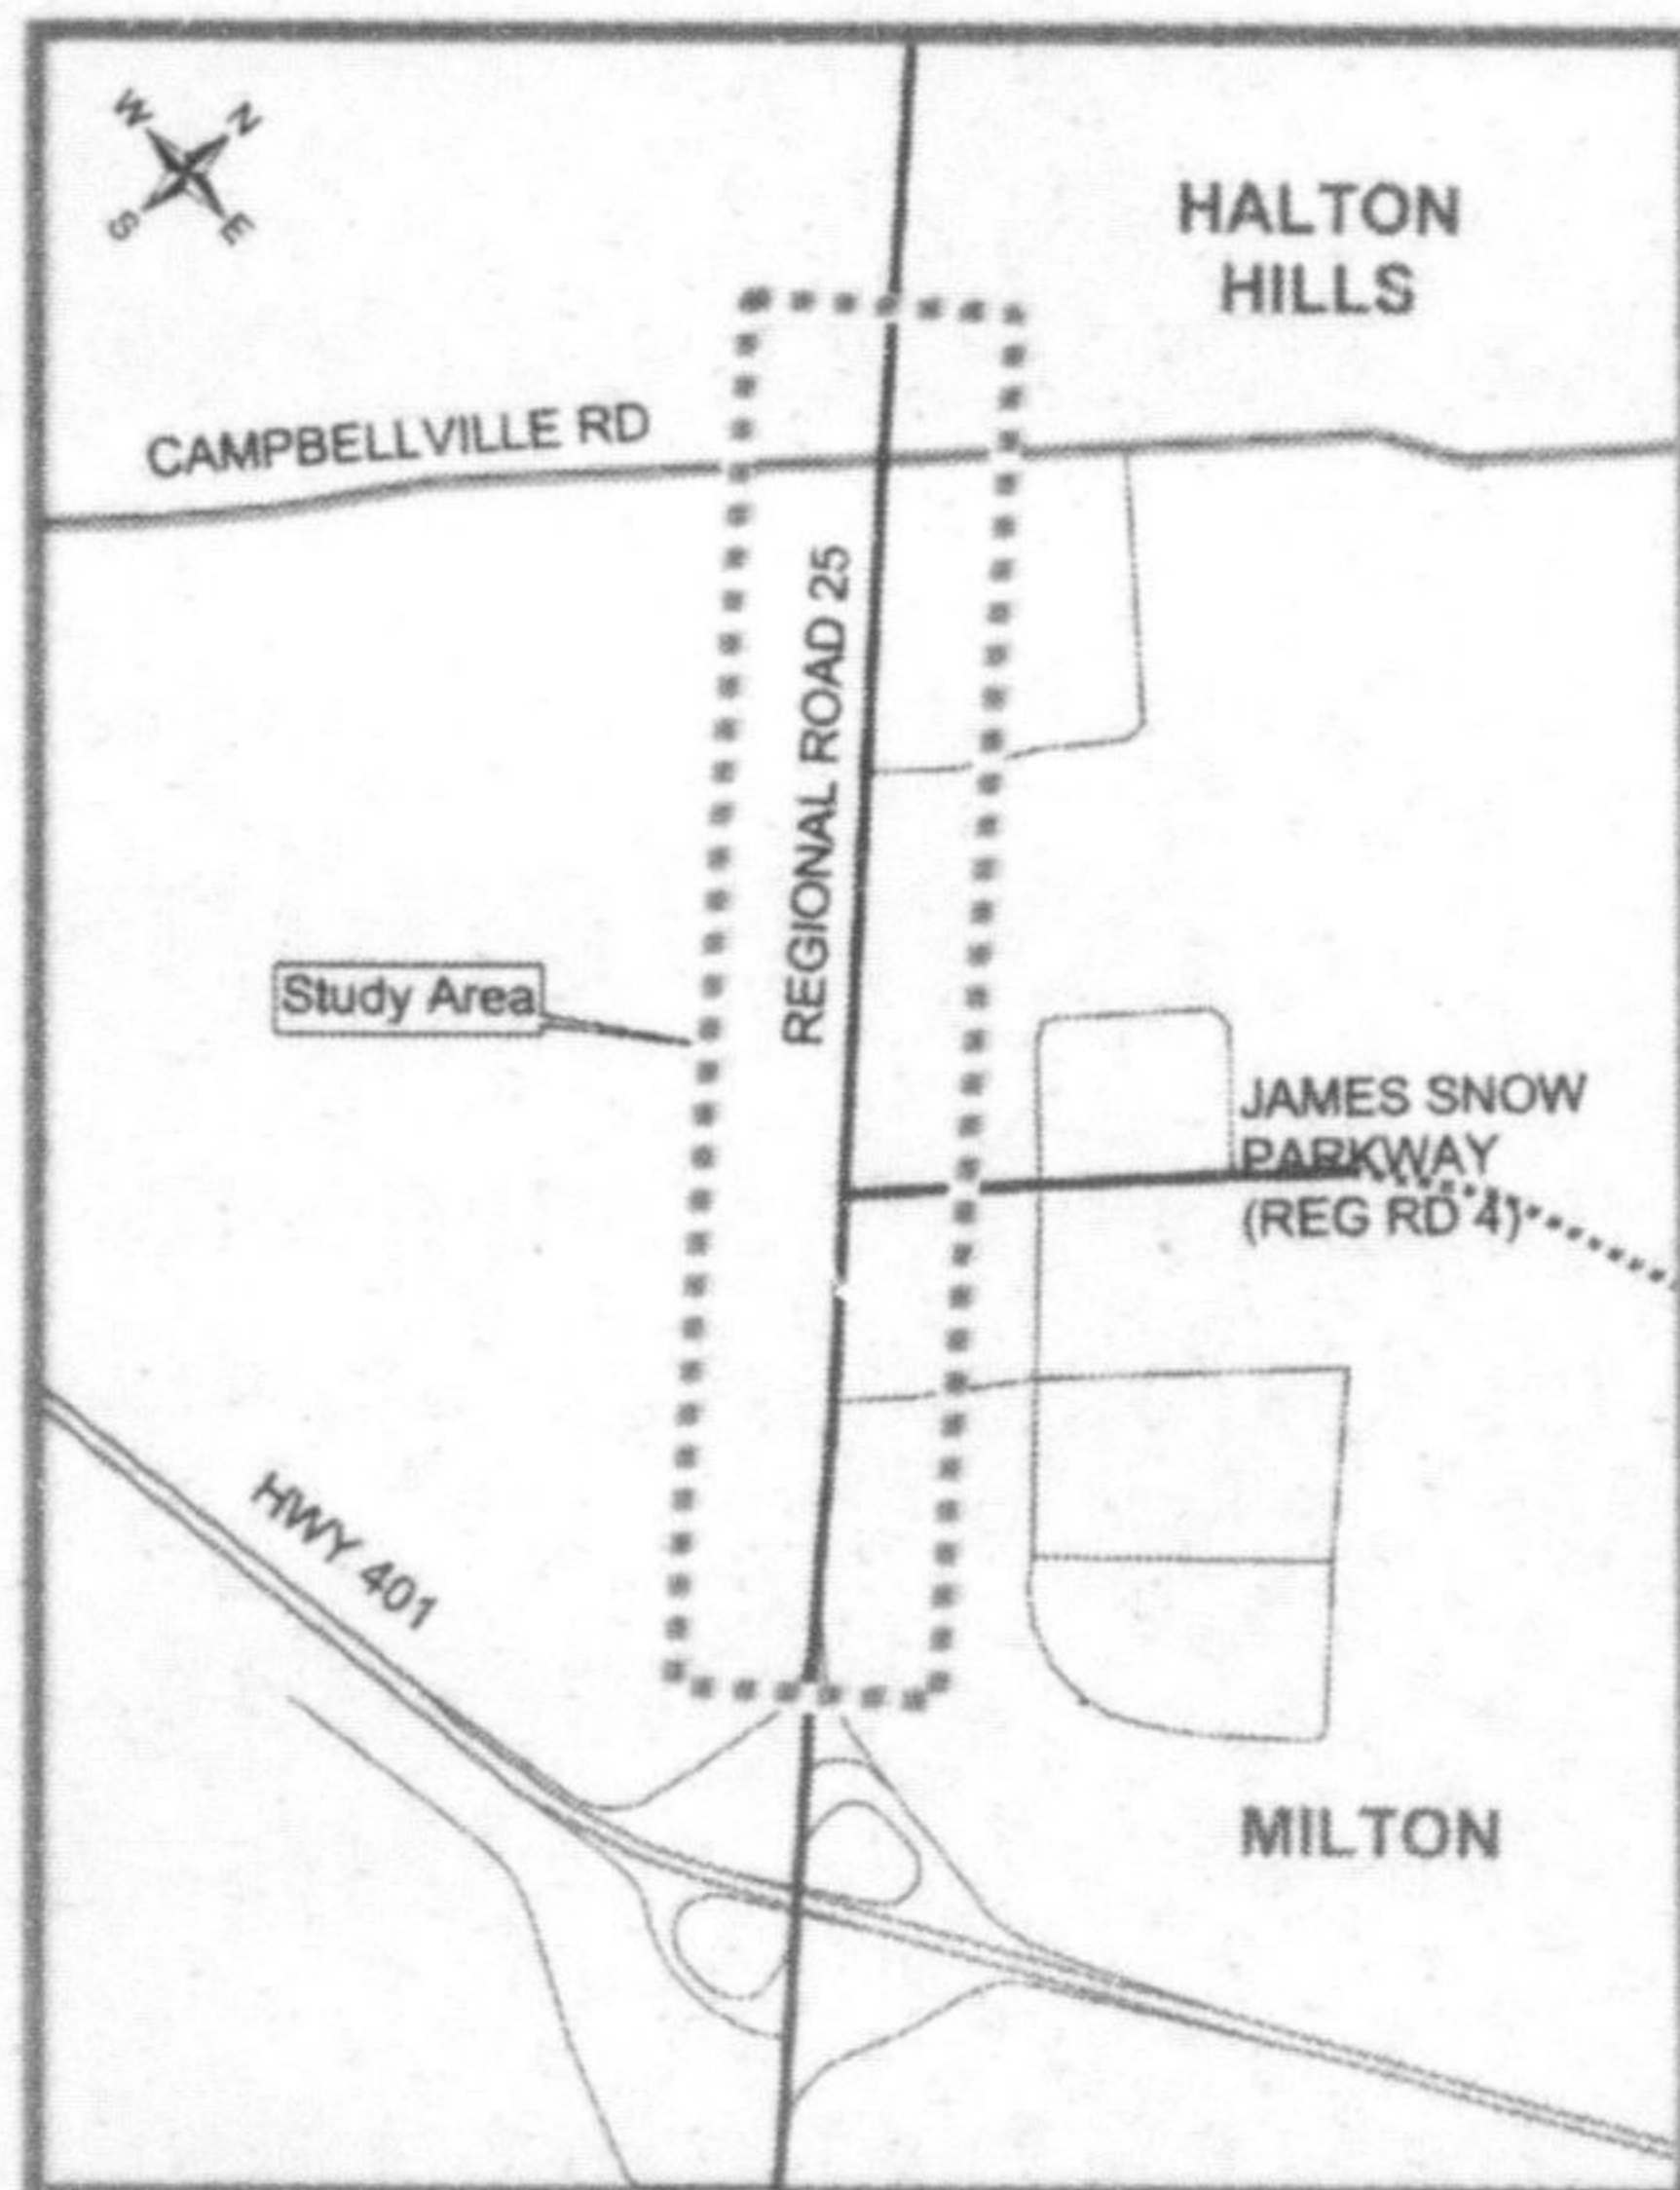 W N
S E
HALTON
HILLS
CAMPBELLVILLE RD
REGIONAL ROAD 25
Study Area
JAMES SNOW
PARKWAY
(REG RD 4)
HWY 401
MILTON